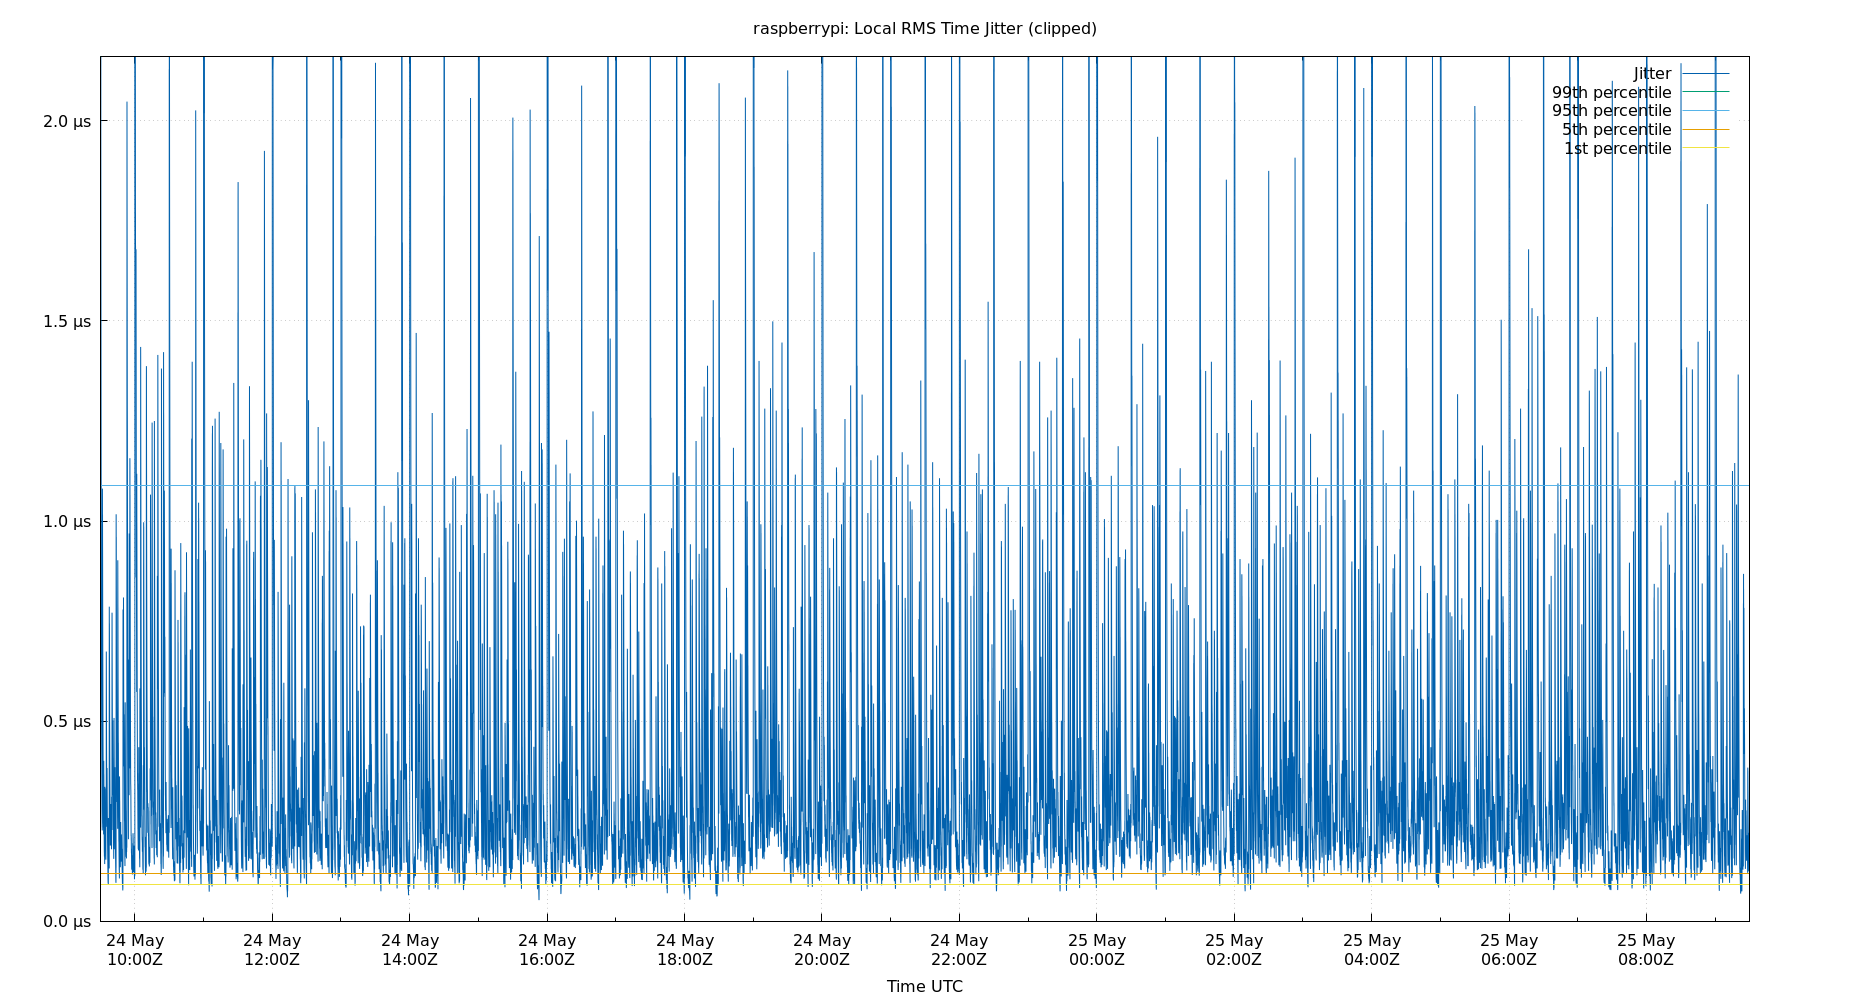 raspberrypi: Local RMS Time Jitter (clipped)
Jitter
99th percentile
95th percentile
5th percentile
1st percentile
2.0 μs
1.5 μs
1.0 μs
0.5 μs
0.0 μs
24 May 24 May 24 May 24 May 24 May 24 May 24 May 25 May 25 May 25 May 25 May 25 May
10:00Z 12:00Z 14:00Z 16:00Z 18:00Z 20:00Z 22:00Z 00:00Z 02:00Z 04:00Z 06:00Z 08:00Z
Time UTC